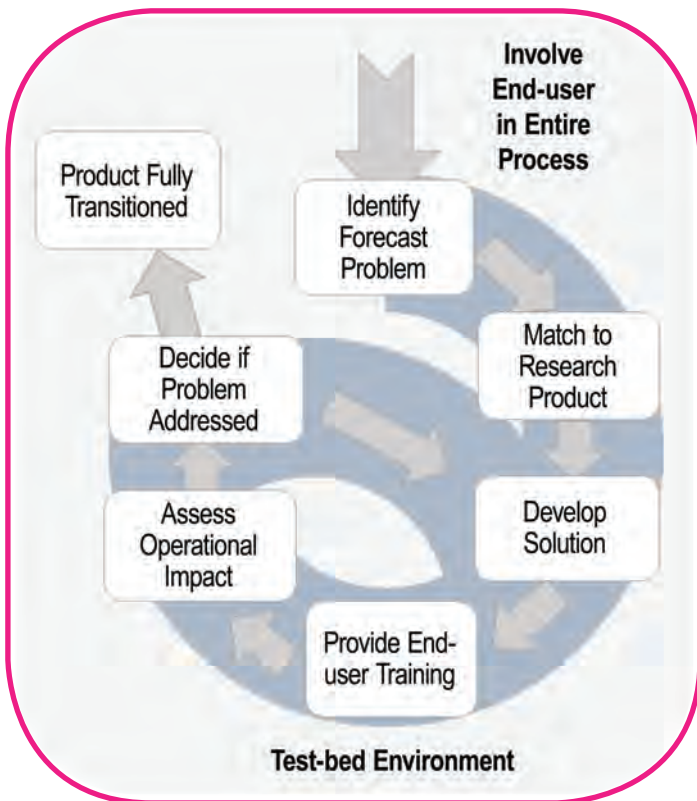 Involve
End-user
in Entire
Process
Product Fully
Transitioned
Identify
Forecast
Problem
Match to
Research
Product
Decide if
Problem
Addressed
Develop
Solution
Assess
Operational
Impact
Provide End-
user Training
Test-bed Environment